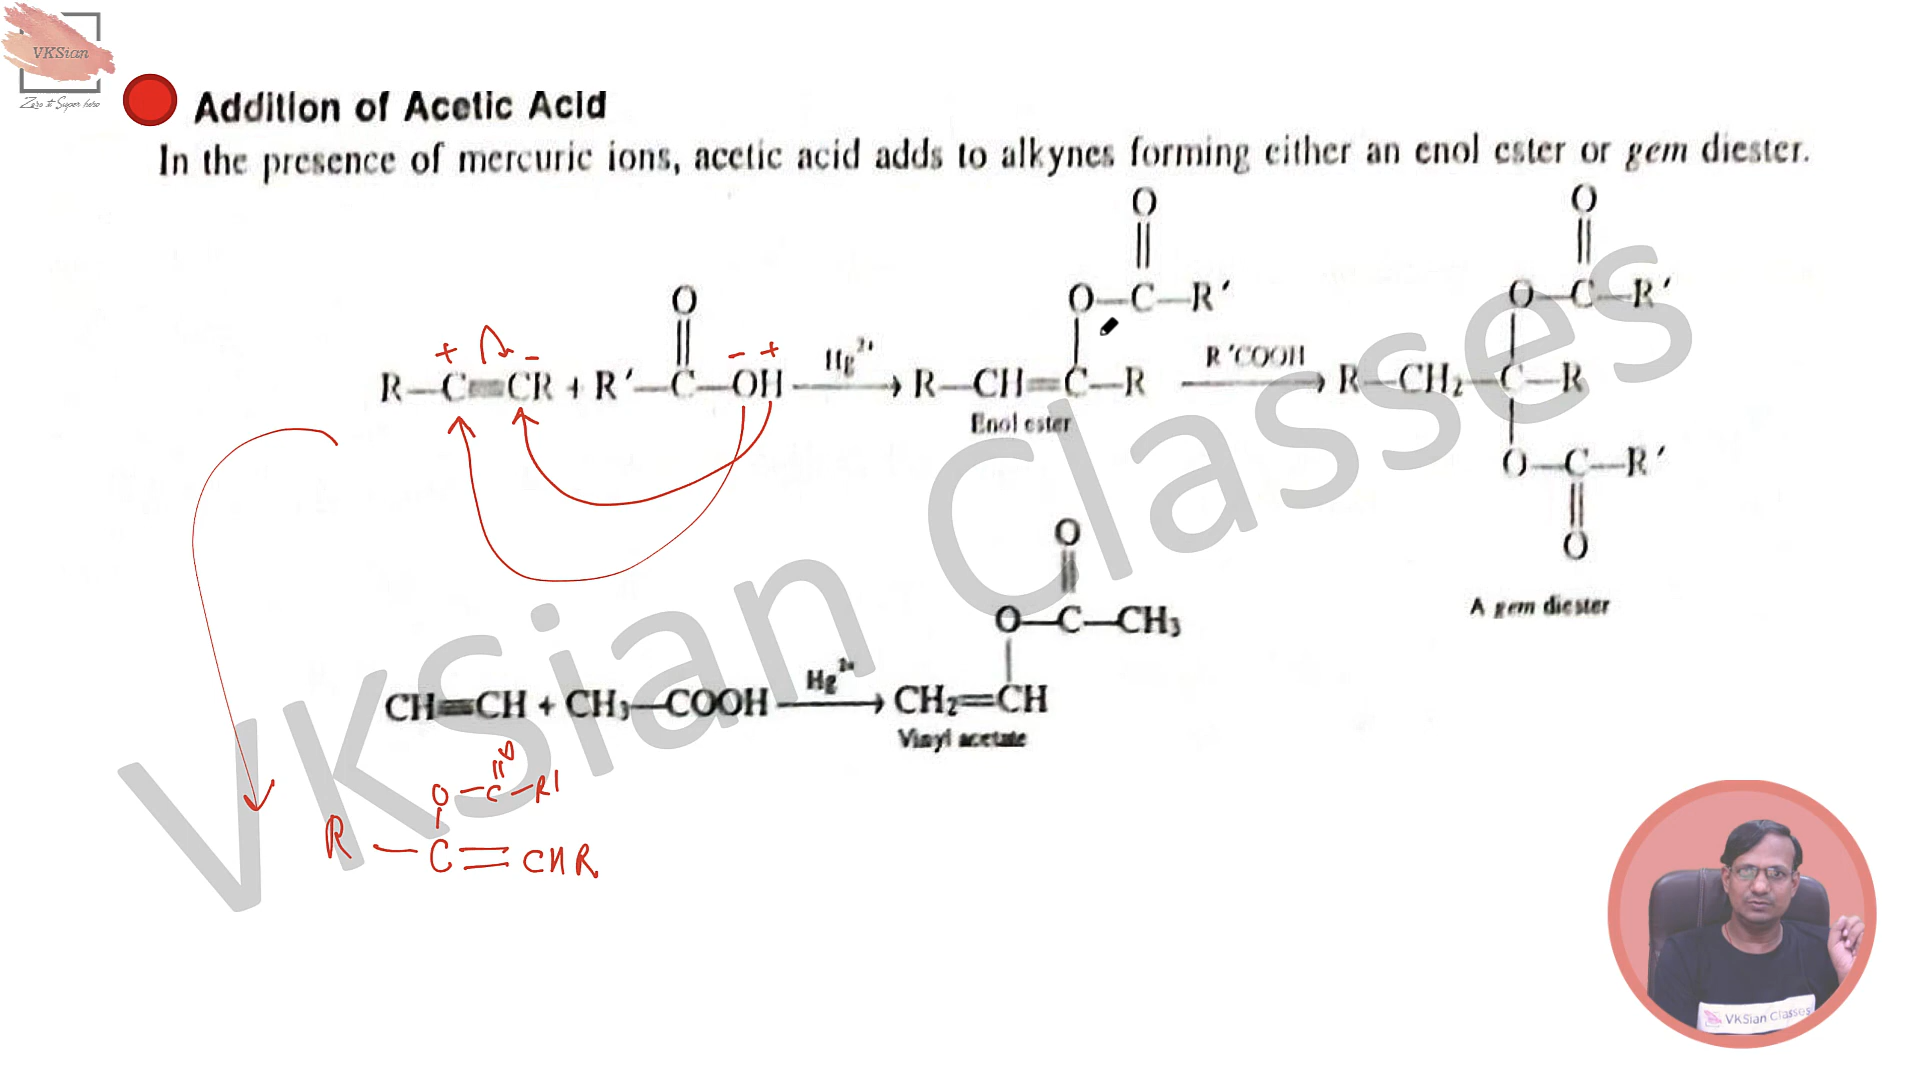 VKSian
Zero to Super hero
Addition of Acetic Acid
In the presence of mercuric ions, acetic acid adds to alkynes forming either an enol ester or gem diester.
R—C≡CR + R′—C(=O)—OH —Hg²⁺→ R—CH=C(O—C(=O)—R′)—R —R′COOH→ R—CH₂—C(O—C(=O)—R′)(O—C(=O)—R′)—R
+ − − +
Enol ester
A gem diester
CH≡CH + CH₃—COOH —Hg²⁺→ CH₂=CH(O—C(=O)—CH₃)
Vinyl acetate
O
O—C—R'
R—C=CHR
VKSian Classes
VKSian Classes